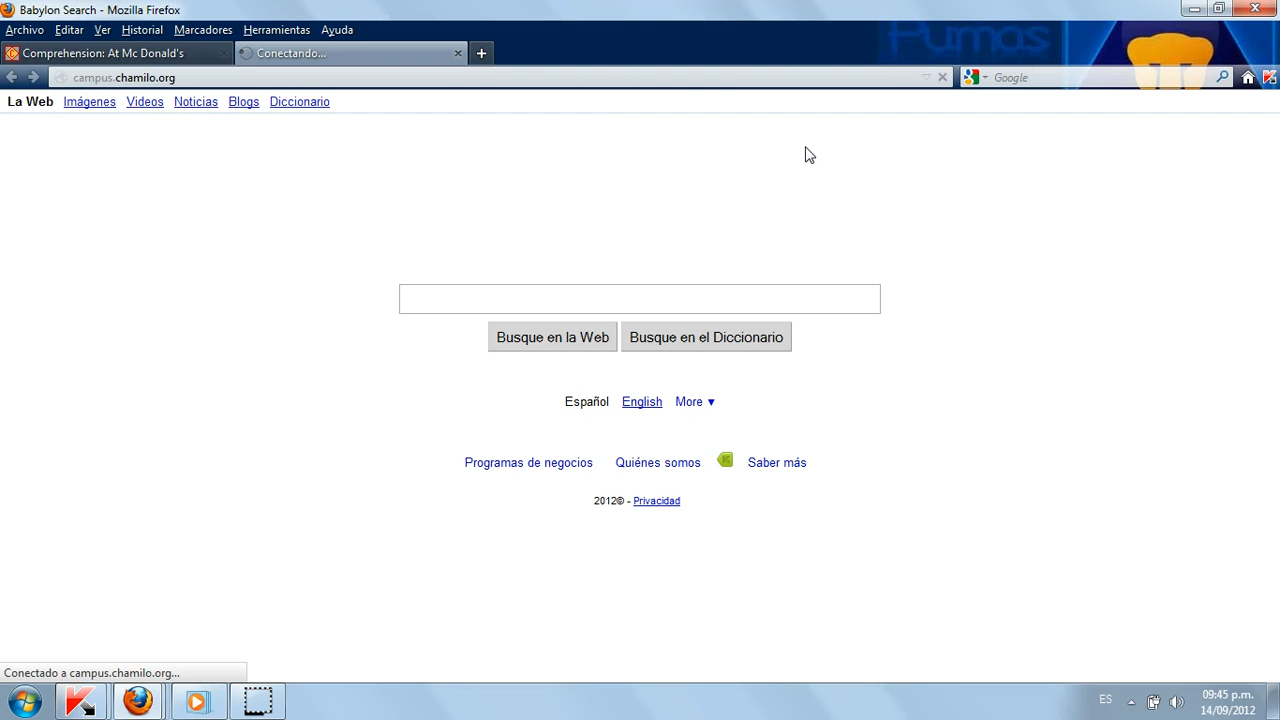 Babylon Search - Mozilla Firefox
Archivo Editar Ver Historial Marcadores Herramientas Ayuda
Pumas
Comprehension: At Mc Donald's
Conectando...
campus.chamilo.org
Google
La Web Imágenes Videos Noticias Blogs Diccionario
Busque en la Web Busque en el Diccionario
Español English More ▼
Programas de negocios Quiénes somos Saber más
2012© - Privacidad
Conectado a campus.chamilo.org...
ES
09:45 p.m.
14/09/2012